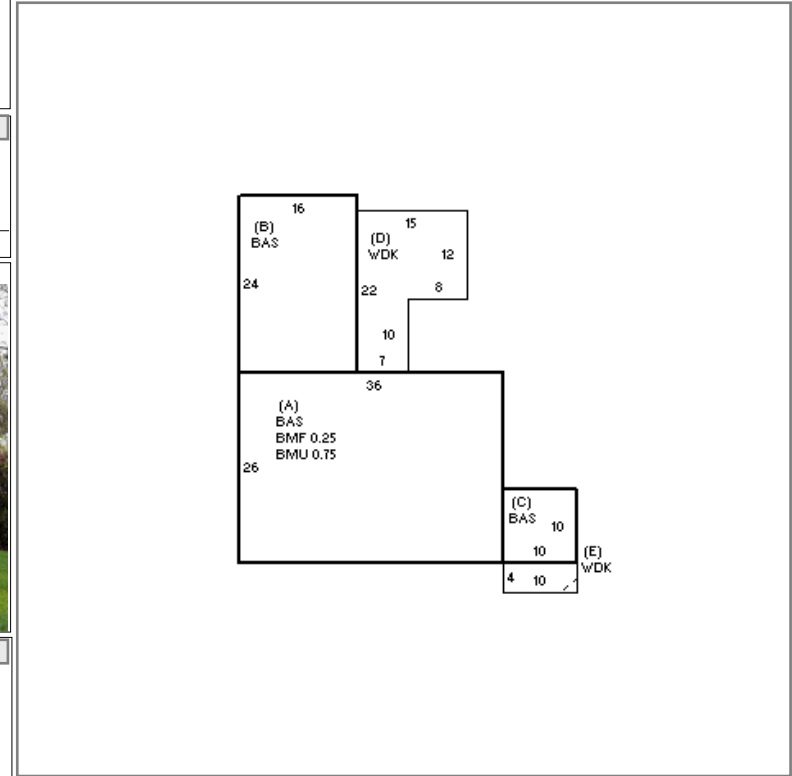 16
(B)
BAS
24
15
(D)
WDK
12
22
8
10
7
36
(A)
BAS
BMF 0.25
BMU 0.75
26
(C)
BAS
10
10
(E)
WDK
4
10